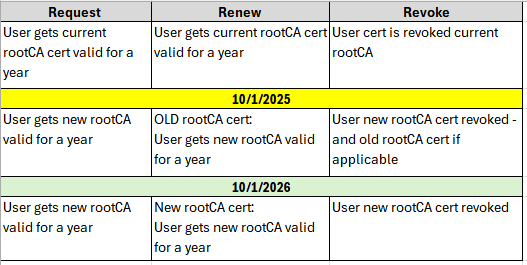 Request Renew Revoke
User gets current
rootCA cert valid for a
year
User gets current rootCA cert
valid for a year
User cert is revoked current
rootCA
10/1/2025
User gets new rootCA
valid for a year
OLD rootCA cert:
User gets new rootCA valid
for a year
User new rootCA cert revoked -
and old rootCA cert if
applicable
10/1/2026
User gets new rootCA
valid for a year
New rootCA cert:
User gets new rootCA valid
for a year
User new rootCA cert revoked